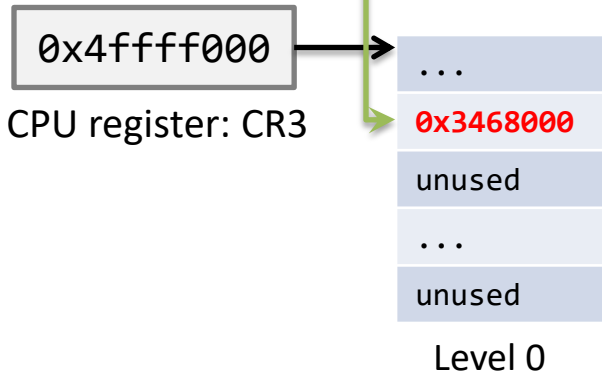 0x4ffff000
CPU register: CR3
...
0x3468000
unused
...
unused
Level 0